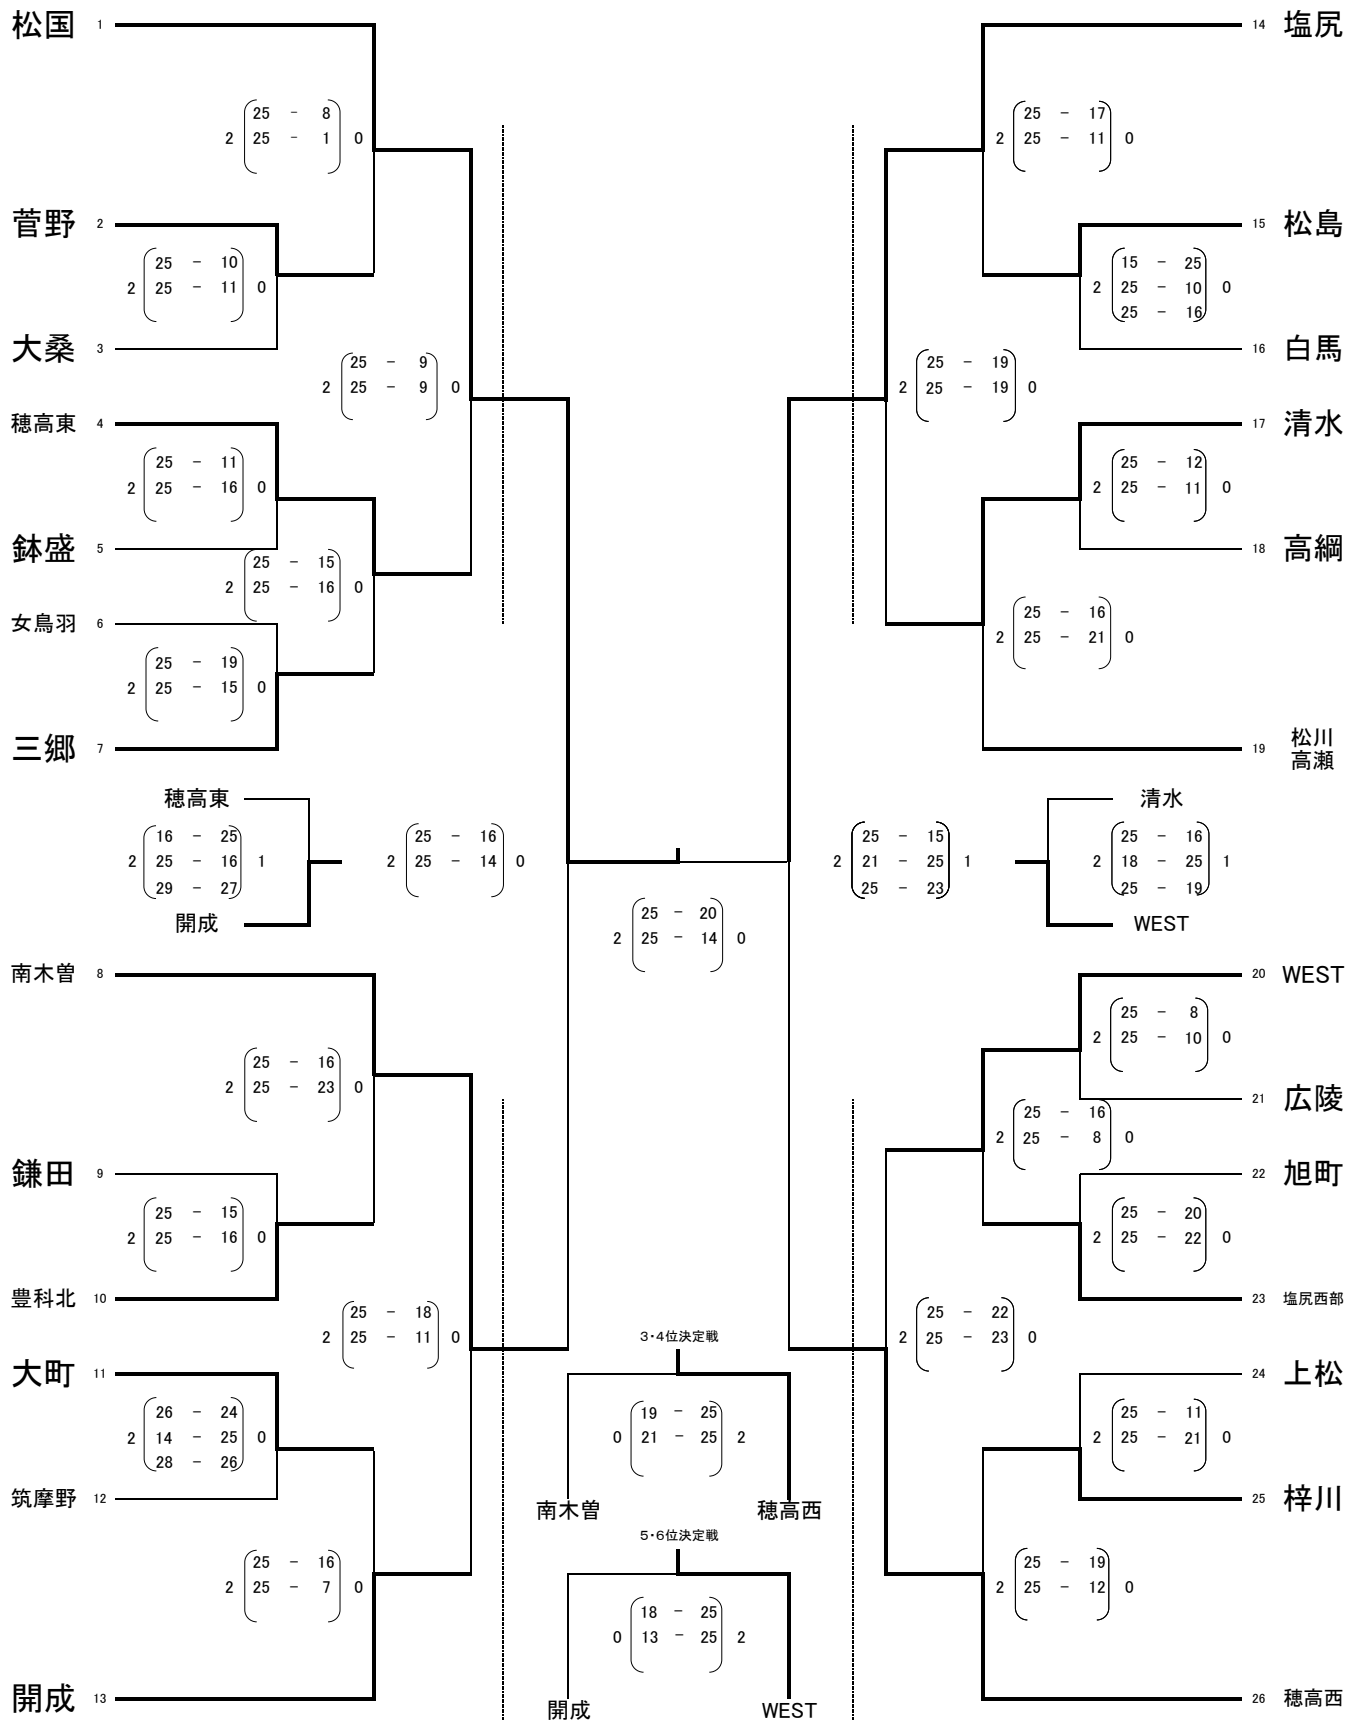 松国 1
14 塩尻
25 - 8
2 25 - 1 0
25 - 17
2 25 - 11 0
菅野 2
15 松島
25 - 10
2 25 - 11 0
15 - 25
2 25 - 10 0
25 - 16
大桑 3
16 白馬
25 - 9
2 25 - 9 0
25 - 19
2 25 - 19 0
穂高東 4
17 清水
25 - 11
2 25 - 16 0
25 - 12
2 25 - 11 0
鉢盛 5
18 高綱
25 - 15
2 25 - 16 0
25 - 16
2 25 - 21 0
女鳥羽 6
25 - 19
2 25 - 15 0
三郷 7
19 松川
高瀬
穂高東
清水
16 - 25
2 25 - 16 1
29 - 27
25 - 16
2 25 - 14 0
25 - 15
2 21 - 25 1
25 - 23
25 - 16
2 18 - 25 1
25 - 19
開成
WEST
25 - 20
2 25 - 14 0
南木曽 8
20 WEST
25 - 16
2 25 - 23 0
25 - 8
2 25 - 10 0
21 広陵
25 - 16
2 25 - 8 0
鎌田 9
22 旭町
25 - 15
2 25 - 16 0
25 - 20
2 25 - 22 0
豊科北 10
23 塩尻西部
25 - 18
2 25 - 11 0
3・4位決定戦
25 - 22
2 25 - 23 0
大町 11
24 上松
26 - 24
2 14 - 25 0
28 - 26
19 - 25
0 21 - 25 2
25 - 11
2 25 - 21 0
筑摩野 12
南木曽
穂高西
25 梓川
5・6位決定戦
25 - 16
2 25 - 7 0
18 - 25
0 13 - 25 2
25 - 19
2 25 - 12 0
開成 13
開成
WEST
26 穂高西